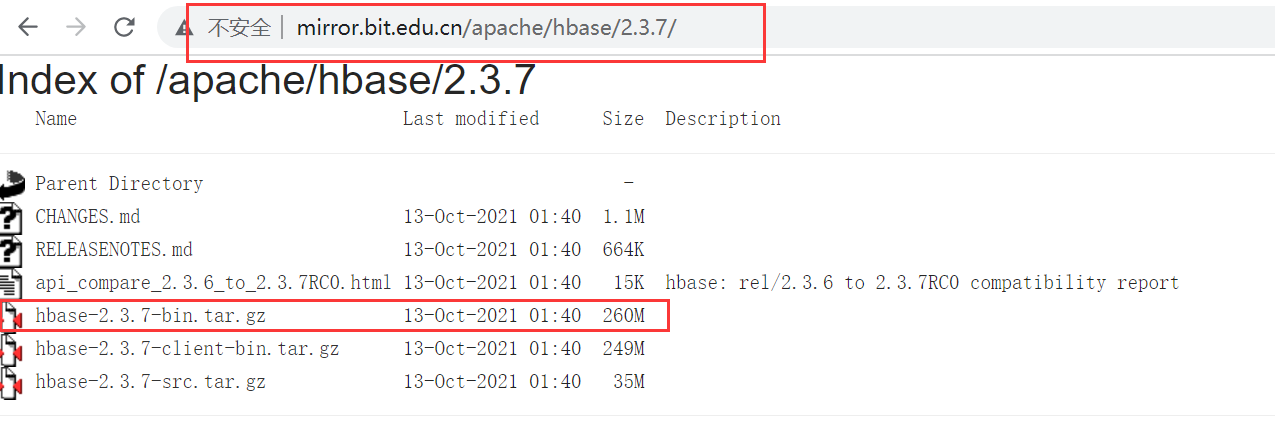 不安全 | mirror.bit.edu.cn/apache/hbase/2.3.7/
Index of /apache/hbase/2.3.7
Name Last modified Size Description
Parent Directory -
CHANGES.md 13-Oct-2021 01:40 1.1M
RELEASENOTES.md 13-Oct-2021 01:40 664K
api_compare_2.3.6_to_2.3.7RC0.html 13-Oct-2021 01:40 15K hbase: rel/2.3.6 to 2.3.7RC0 compatibility report
hbase-2.3.7-bin.tar.gz 13-Oct-2021 01:40 260M
hbase-2.3.7-client-bin.tar.gz 13-Oct-2021 01:40 249M
hbase-2.3.7-src.tar.gz 13-Oct-2021 01:40 35M